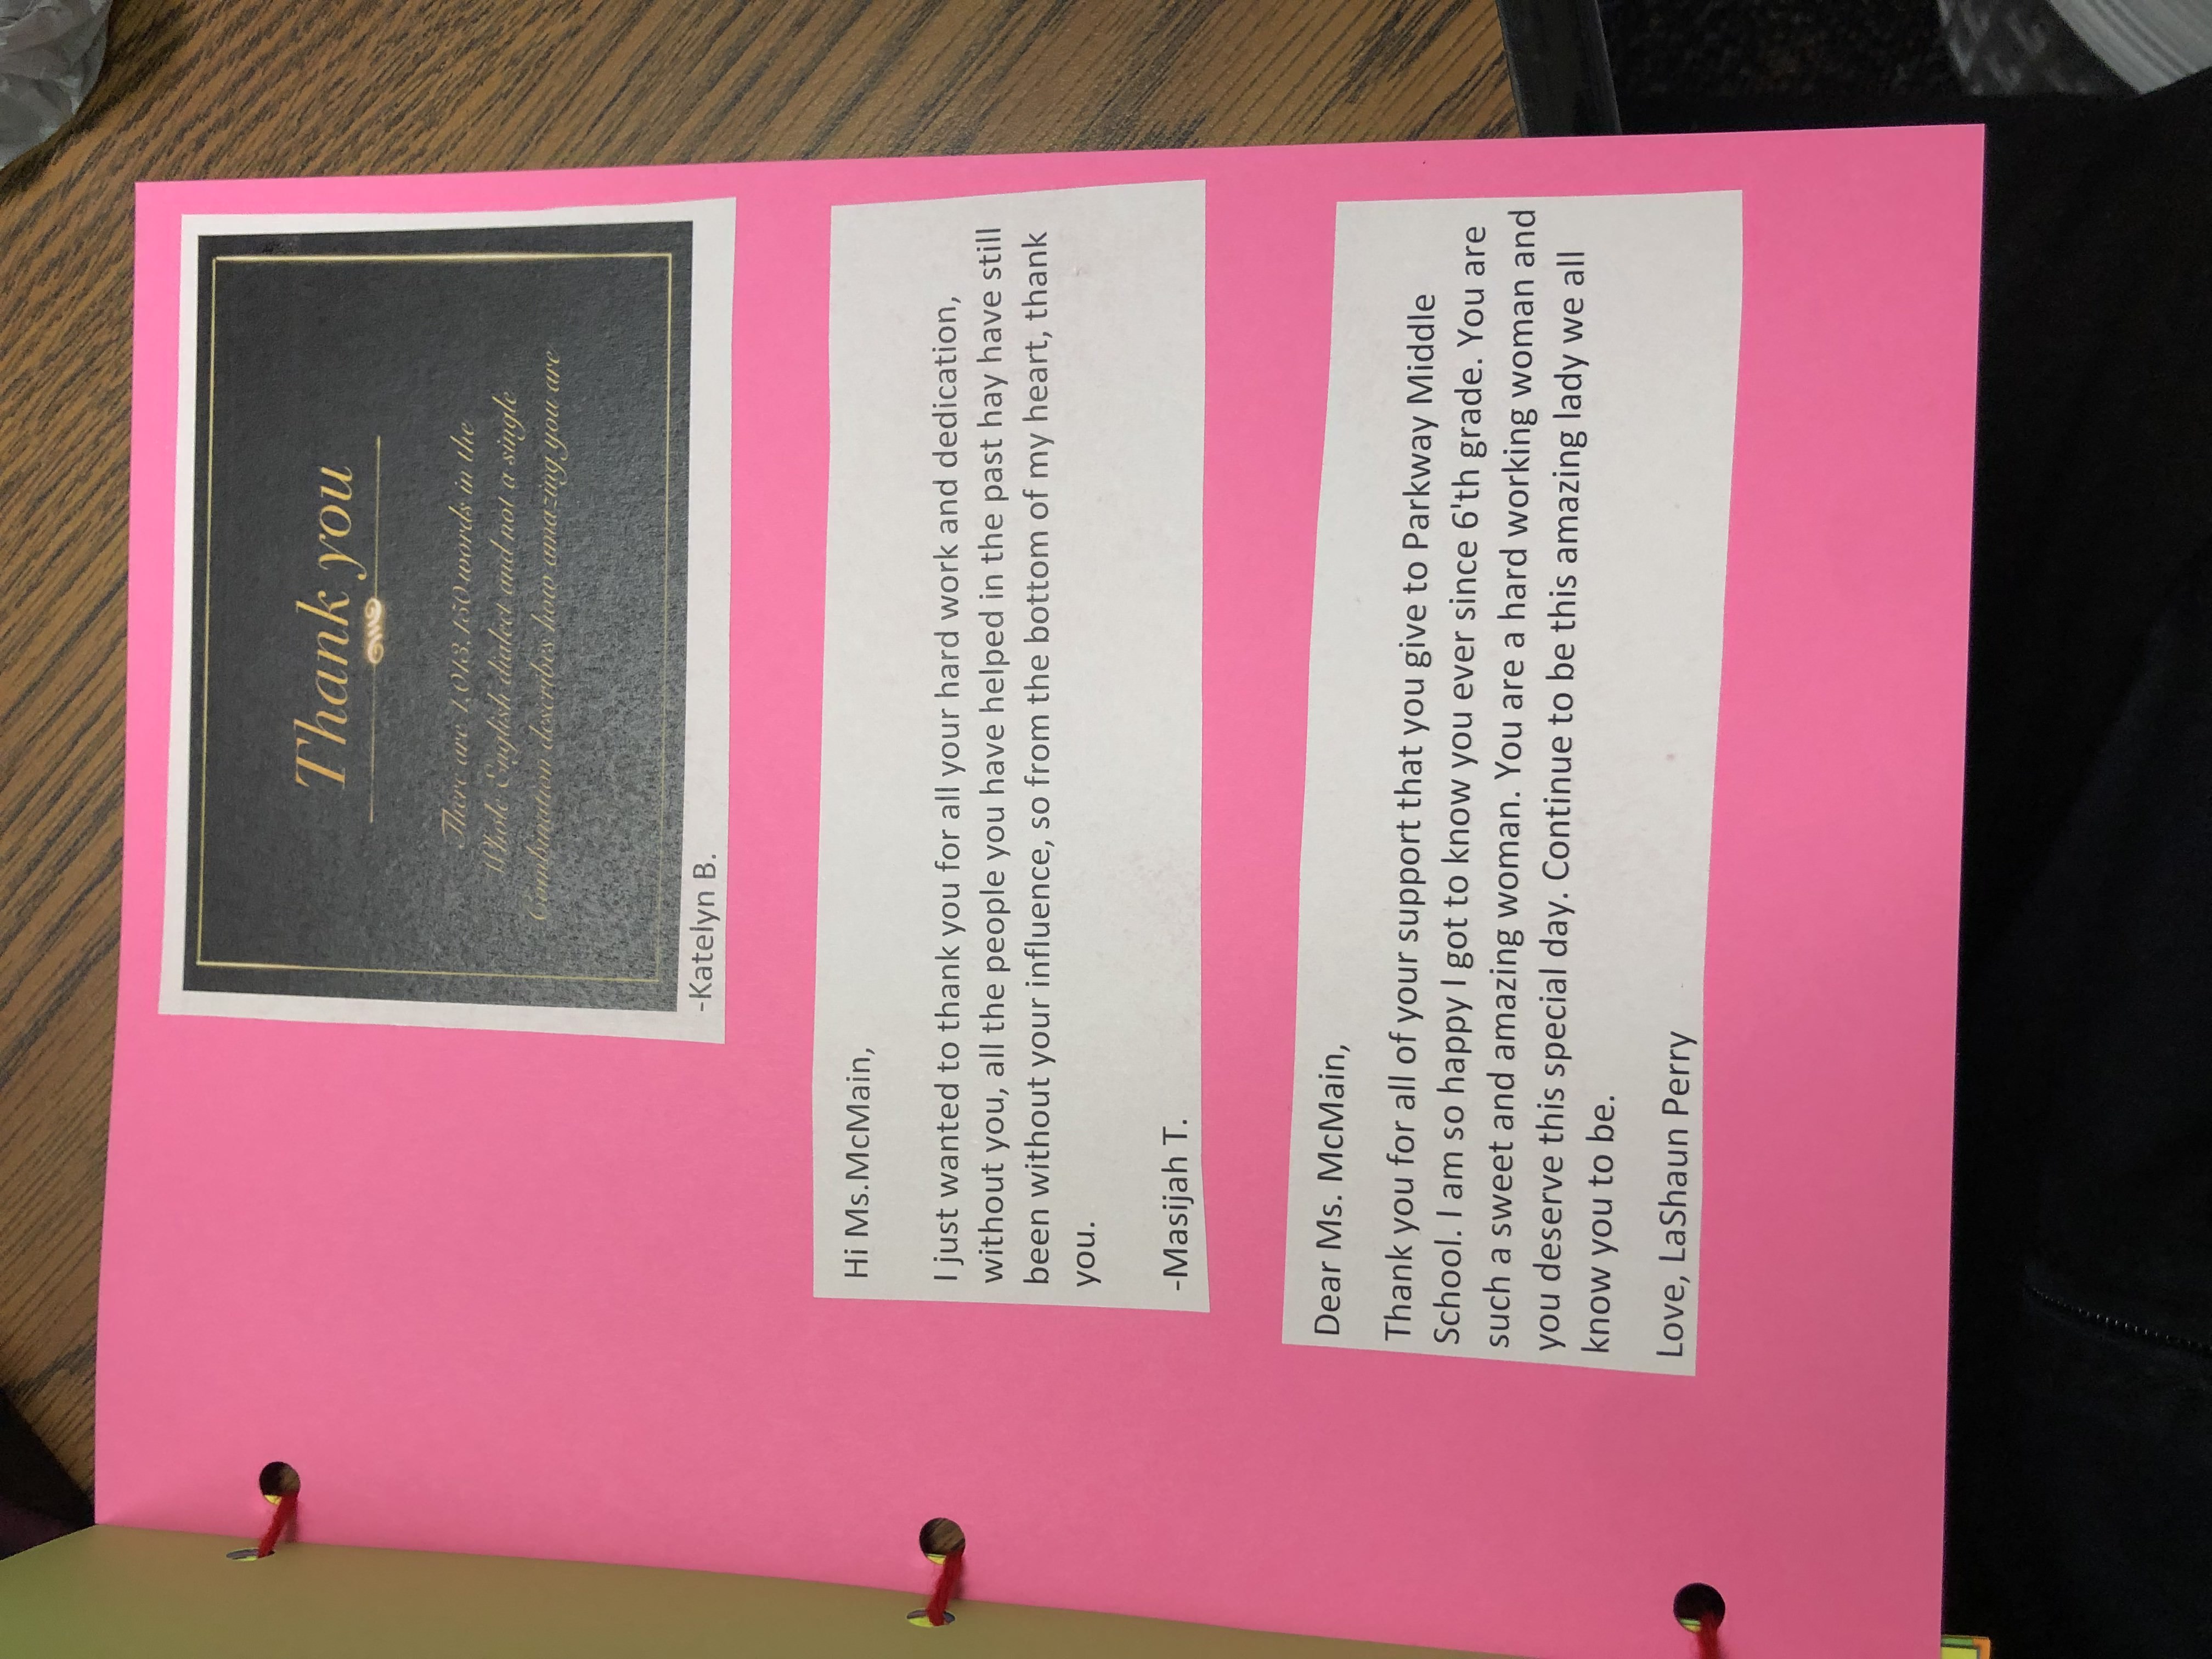 Thank you
There are 1,013,150 words in the
Whole English dialect and not a single
Combination describes how amazing you are
-Katelyn B.
Hi Ms.McMain,
I just wanted to thank you for all your hard work and dedication,
without you, all the people you have helped in the past hay have still
been without your influence, so from the bottom of my heart, thank
you.
-Masijah T.
Dear Ms. McMain,
Thank you for all of your support that you give to Parkway Middle
School. I am so happy I got to know you ever since 6'th grade. You are
such a sweet and amazing woman. You are a hard working woman and
you deserve this special day. Continue to be this amazing lady we all
know you to be.
Love, LaShaun Perry